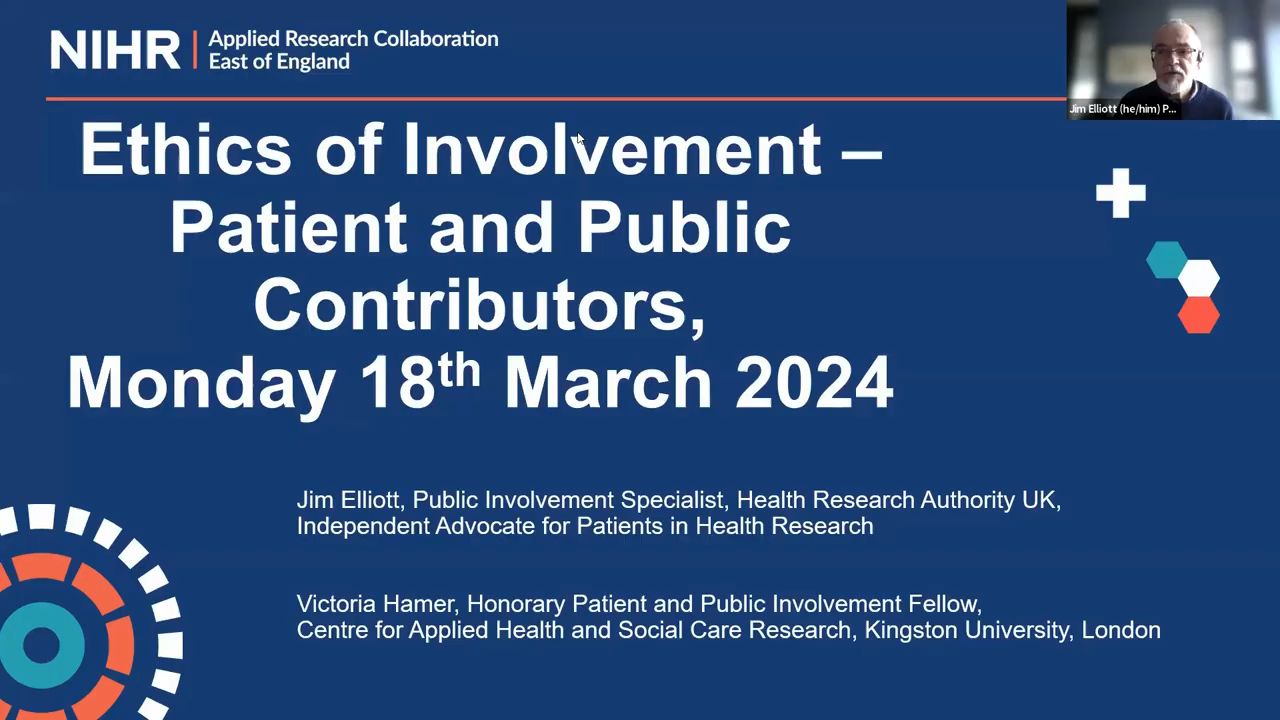 NIHR
Applied Research Collaboration
East of England
Jim Elliott (he/him) P...
Ethics of Involvement –
Patient and Public
Contributors,
Monday 18th March 2024
Jim Elliott, Public Involvement Specialist, Health Research Authority UK,
Independent Advocate for Patients in Health Research
Victoria Hamer, Honorary Patient and Public Involvement Fellow,
Centre for Applied Health and Social Care Research, Kingston University, London